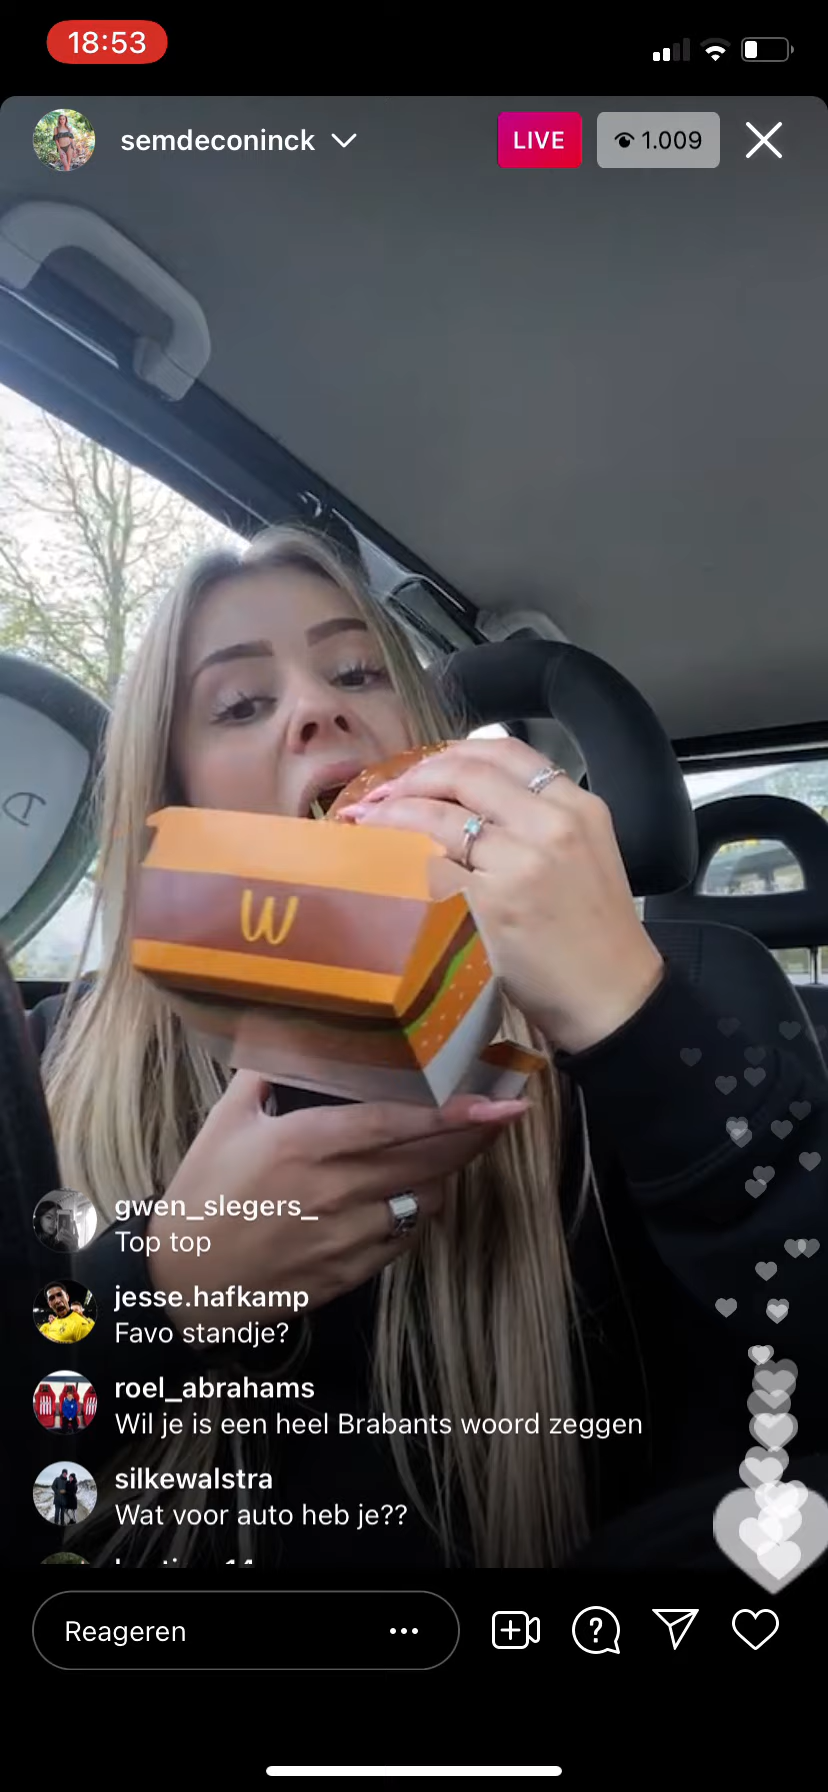 18:53
semdeconinck
LIVE
1.009
gwen_slegers_
Top top
jesse.hafkamp
Favo standje?
roel_abrahams
Wil je is een heel Brabants woord zeggen
silkewalstra
Wat voor auto heb je??
Reageren